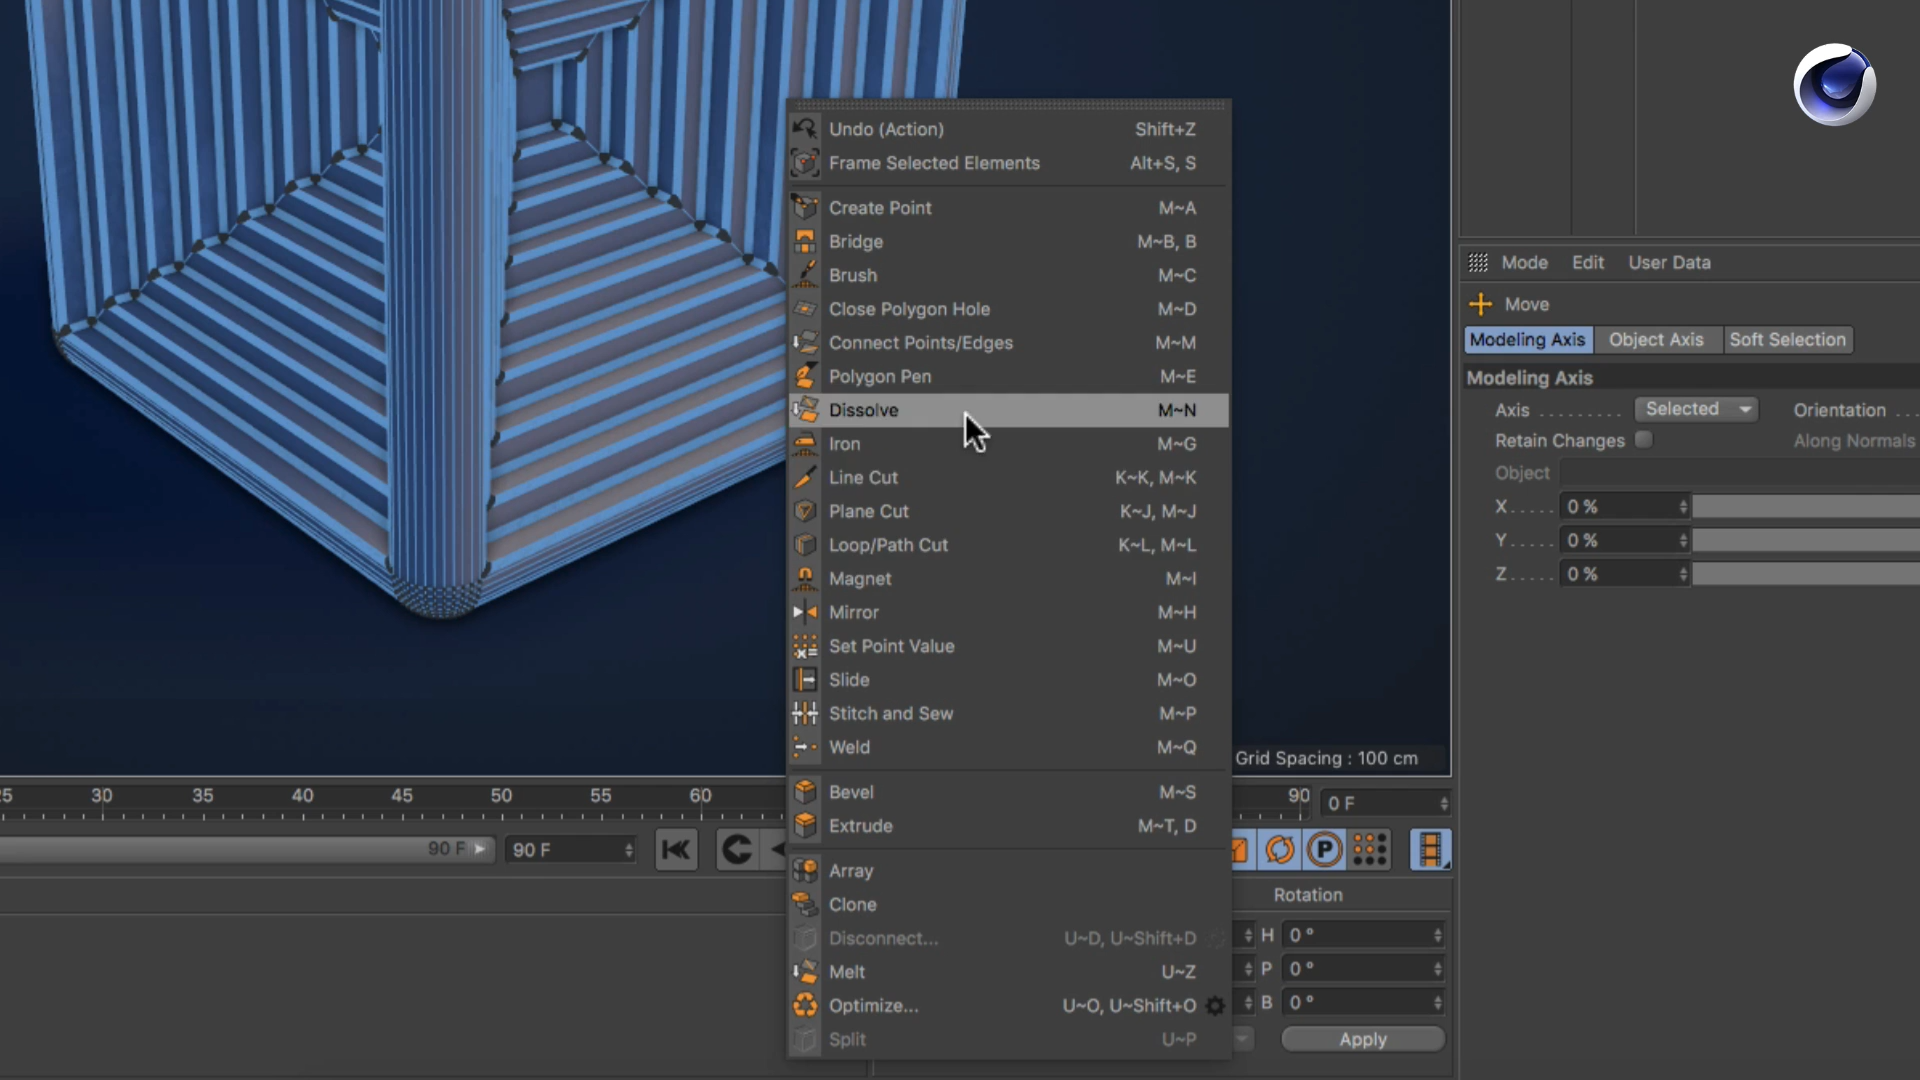 Undo (Action) Shift+Z
Frame Selected Elements Alt+S, S
Create Point M~A
Bridge M~B, B
Brush M~C
Close Polygon Hole M~D
Connect Points/Edges M~M
Polygon Pen M~E
Dissolve M~N
Iron M~G
Line Cut K~K, M~K
Plane Cut K~J, M~J
Loop/Path Cut K~L, M~L
Magnet M~I
Mirror M~H
Set Point Value M~U
Slide M~O
Stitch and Sew M~P
Weld M~Q
Bevel M~S
Extrude M~T, D
Array
Clone
Disconnect... U~D, U~Shift+D
Melt U~Z
Optimize... U~O, U~Shift+O
Split U~P
Mode Edit User Data
Move
Modeling Axis Object Axis Soft Selection
Modeling Axis
Axis ......... Selected Orientation ...
Retain Changes Along Normals
Object
X..... 0 %
Y..... 0 %
Z..... 0 %
Grid Spacing : 100 cm
25 30 35 40 45 50 55 60 90 0 F
90 F 90 F P
Rotation
H 0 °
P 0 °
B 0 °
Apply